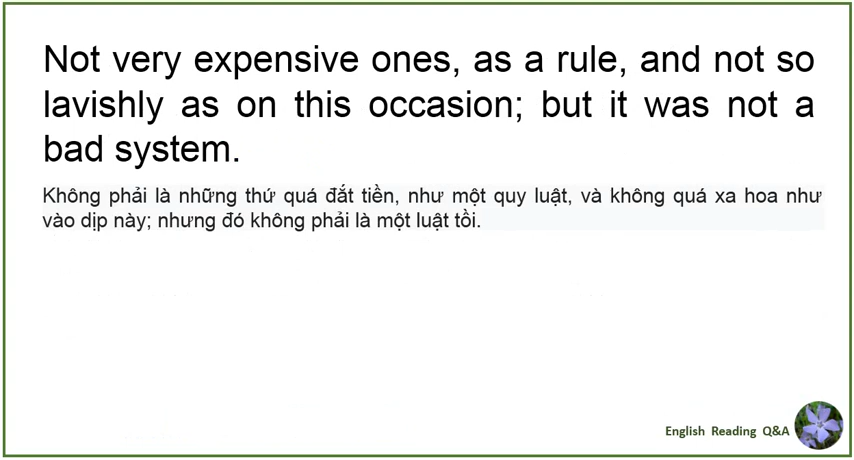 Not very expensive ones, as a rule, and not so
lavishly as on this occasion; but it was not a
bad system.
Không phải là những thứ quá đắt tiền, như một quy luật, và không quá xa hoa như
vào dịp này; nhưng đó không phải là một luật tồi.
English Reading Q&A